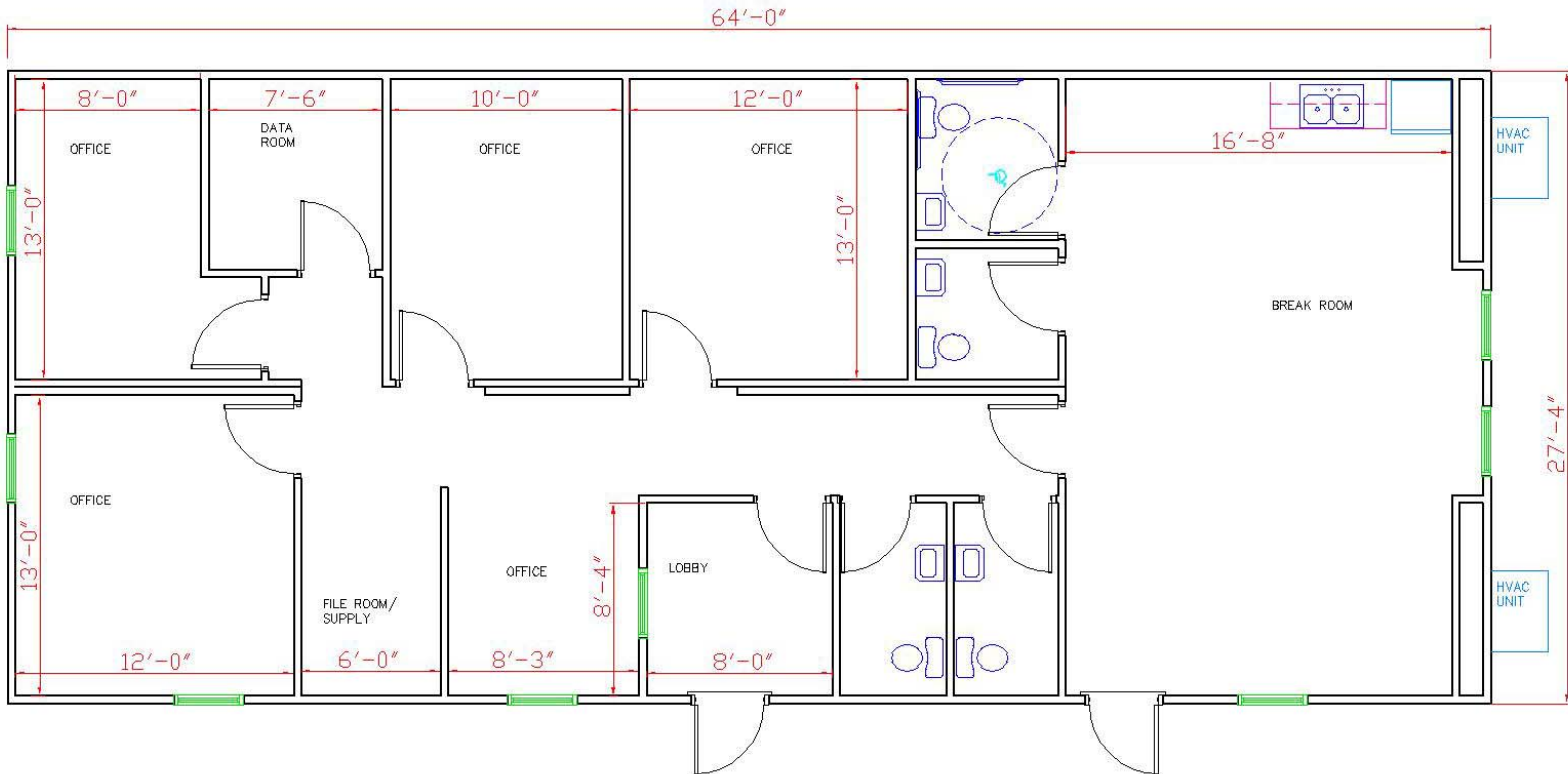 64'-0"
8'-0"
7'-6"
10'-0"
12'-0"
DATA
ROOM
OFFICE
OFFICE
OFFICE
16'-8"
HVAC
UNIT
13'-0"
13'-0"
BREAK ROOM
27'-4"
OFFICE
13'-0"
OFFICE
LOBBY
8'-4"
FILE ROOM/
SUPPLY
HVAC
UNIT
12'-0"
6'-0"
8'-3"
8'-0"